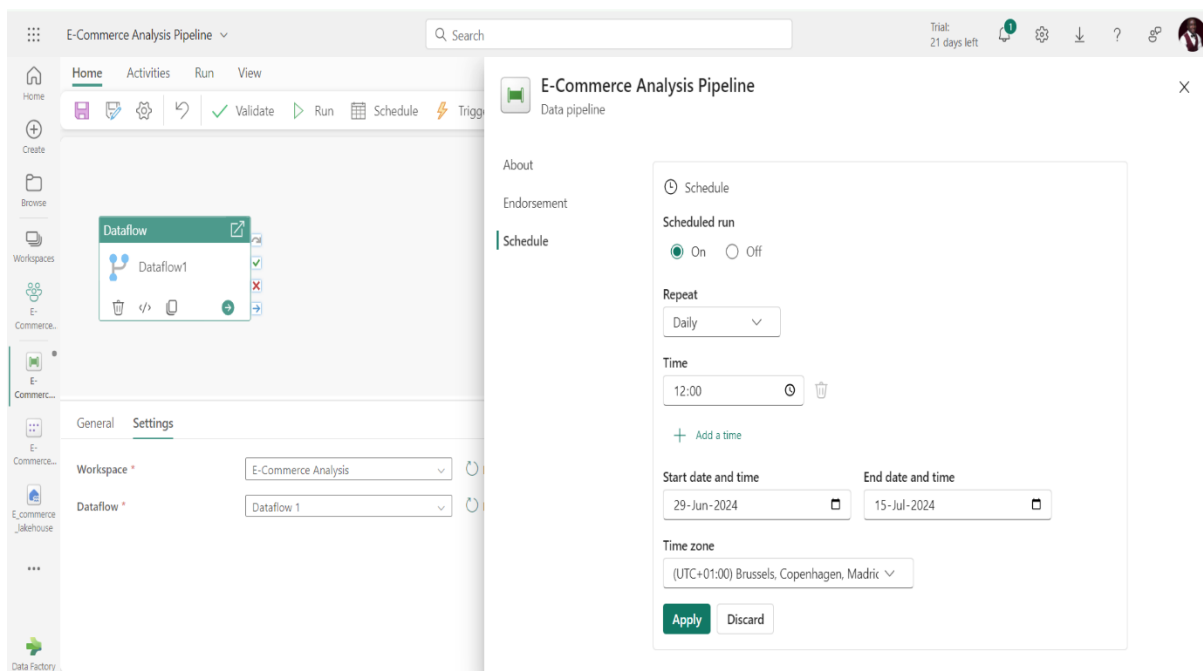 E-Commerce Analysis Pipeline
Search
Trial:
21 days left
1
Home
Activities
Run
View
Validate
Run
Schedule
Trigg
Home
Create
Browse
Workspaces
E-
Commerce..
E-
Commerc...
E-
Commerce...
E_commerce
_lakehouse
Data Factory
Dataflow
Dataflow1
General
Settings
Workspace *
E-Commerce Analysis
Dataflow *
Dataflow 1
E-Commerce Analysis Pipeline
Data pipeline
About
Endorsement
Schedule
Schedule
Scheduled run
On
Off
Repeat
Daily
Time
12:00
Add a time
Start date and time
End date and time
29-Jun-2024
15-Jul-2024
Time zone
(UTC+01:00) Brussels, Copenhagen, Madric
Apply
Discard